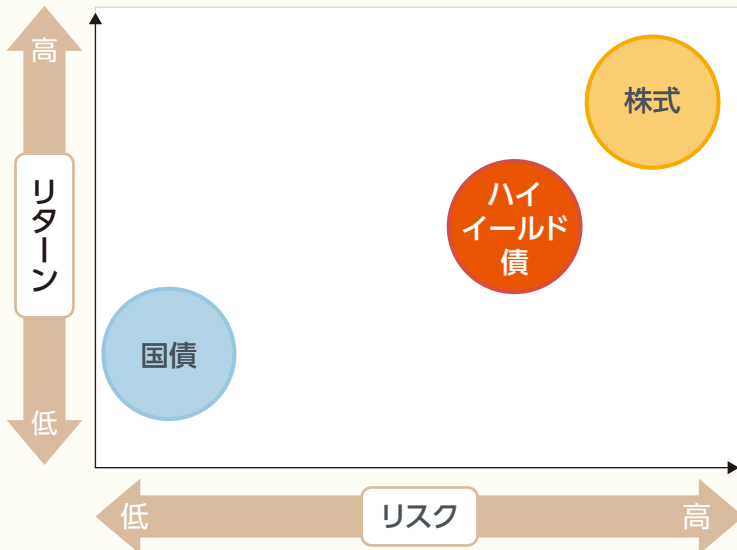 高
リターン
低
株式
ハイ
イールド
債
国債
低
リスク
高